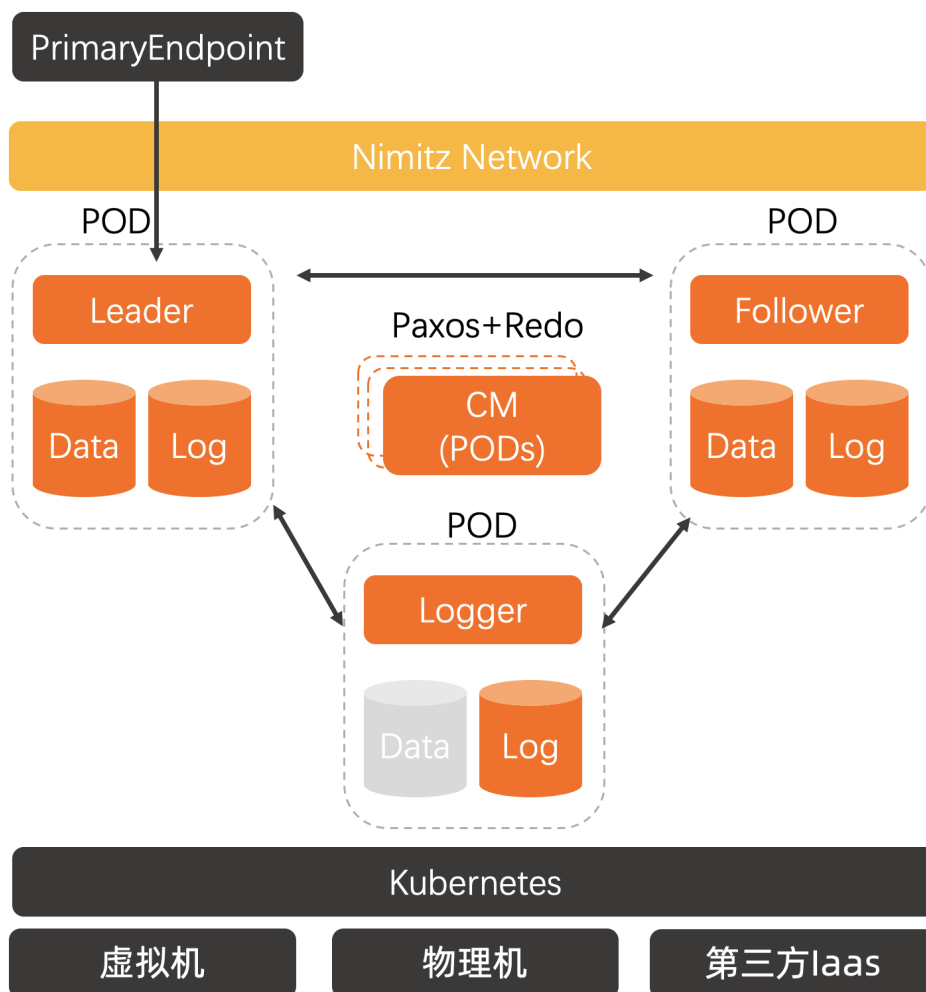 PrimaryEndpoint
Nimitz Network
POD
POD
Leader
Follower
Paxos+Redo
Data
Log
CM
(PODs)
Data
Log
POD
Logger
Data
Log
Kubernetes
虚拟机
物理机
第三方Iaas